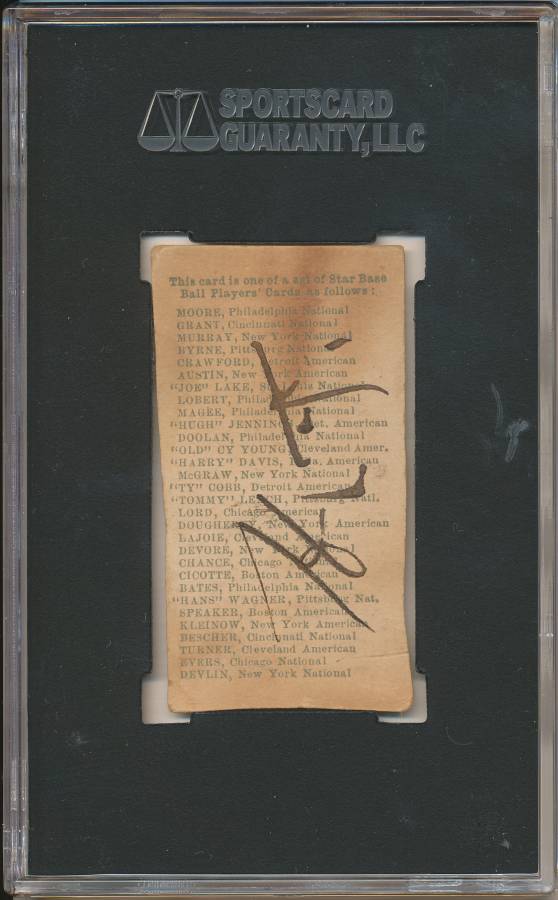 SPORTSCARD
GUARANTY, LLC
This card is one of a set of Star Base
Ball Players' Cards as follows:
MOORE, Philadelphia National
GRANT, Cincinnati National
MURRAY, New York National
BYRNE, Pittsburg National
CRAWFORD, Detroit American
AUSTIN, New York American
"JOE" LAKE, St. Louis National
LOBERT, Philadelphia National
MAGEE, Philadelphia National
"HUGH" JENNINGS, Det. American
DOOLAN, Philadelphia National
"OLD" CY YOUNG, Cleveland Amer.
"HARRY" DAVIS, Phila. American
McGRAW, New York National
"TY" COBB, Detroit American
"TOMMY" LEACH, Pittsburg Natl.
LORD, Chicago American
DOUGHERTY, New York American
LAJOIE, Cleveland American
DEVORE, New York National
CHANCE, Chicago National
CICOTTE, Boston American
BATES, Philadelphia National
"HANS" WAGNER, Pittsburg Nat.
SPEAKER, Boston American
KLEINOW, New York American
BESCHER, Cincinnati National
TURNER, Cleveland American
EVERS, Chicago National
DEVLIN, New York National